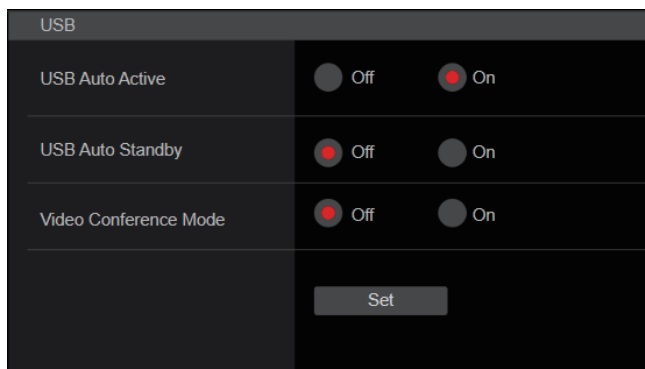 USB
USB Auto Active Off On
USB Auto Standby Off On
Video Conference Mode Off On
Set